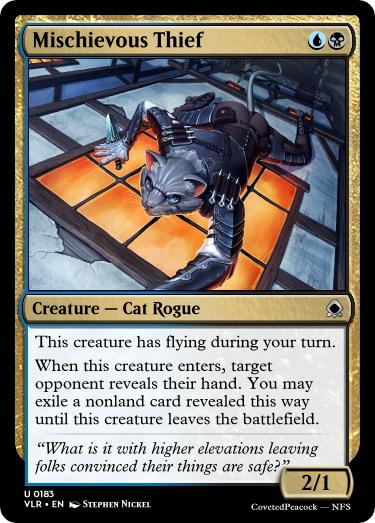 Mischievous Thief
Creature — Cat Rogue
This creature has flying during your turn.
When this creature enters, target
opponent reveals their hand. You may
exile a nonland card revealed this
way until this creature leaves the battlefield.
“What is it with higher elevations leaving
folks convinced their things are safe?”
2/1
U 0183
VLR • EN Stephen Nickel
CovetedPeacock — NFS